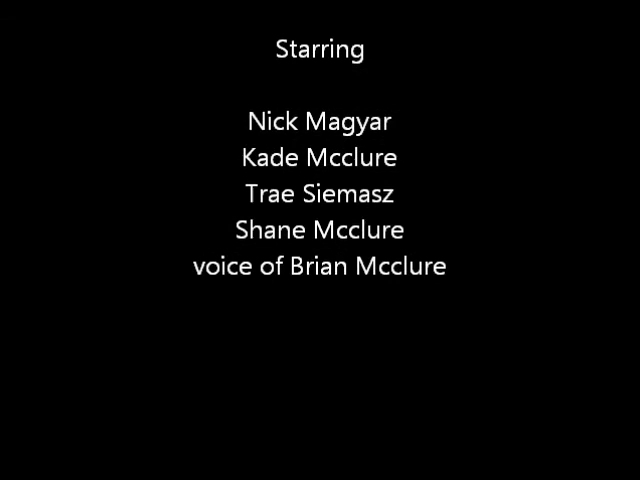 Starring
Nick Magyar
Kade Mcclure
Trae Siemasz
Shane Mcclure
voice of Brian Mcclure